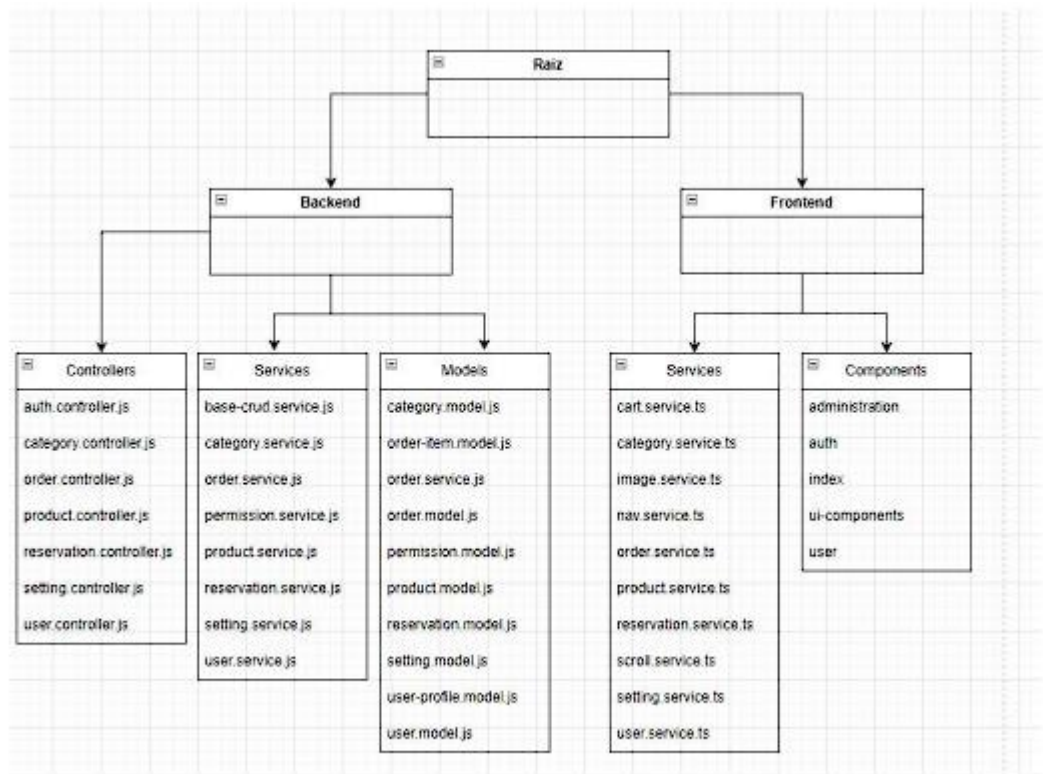 Raiz
Backend
Frontend
Controllers
auth.controller.js
category.controller.js
order.controller.js
product.controller.js
reservation.controller.js
setting.controller.js
user.controller.js
Services
base-crud.service.js
category.service.js
order.service.js
permission.service.js
product.service.js
reservation.service.js
setting.service.js
user.service.js
Models
category.model.js
order-item.model.js
order.service.js
order.model.js
permission.model.js
product.model.js
reservation.model.js
setting.model.js
user-profile.model.js
user.model.js
Services
cart.service.ts
category.service.ts
image.service.ts
nav.service.ts
order.service.ts
product.service.ts
reservation.service.ts
scroll.service.ts
setting.service.ts
user.service.ts
Components
administration
auth
index
ui-components
user